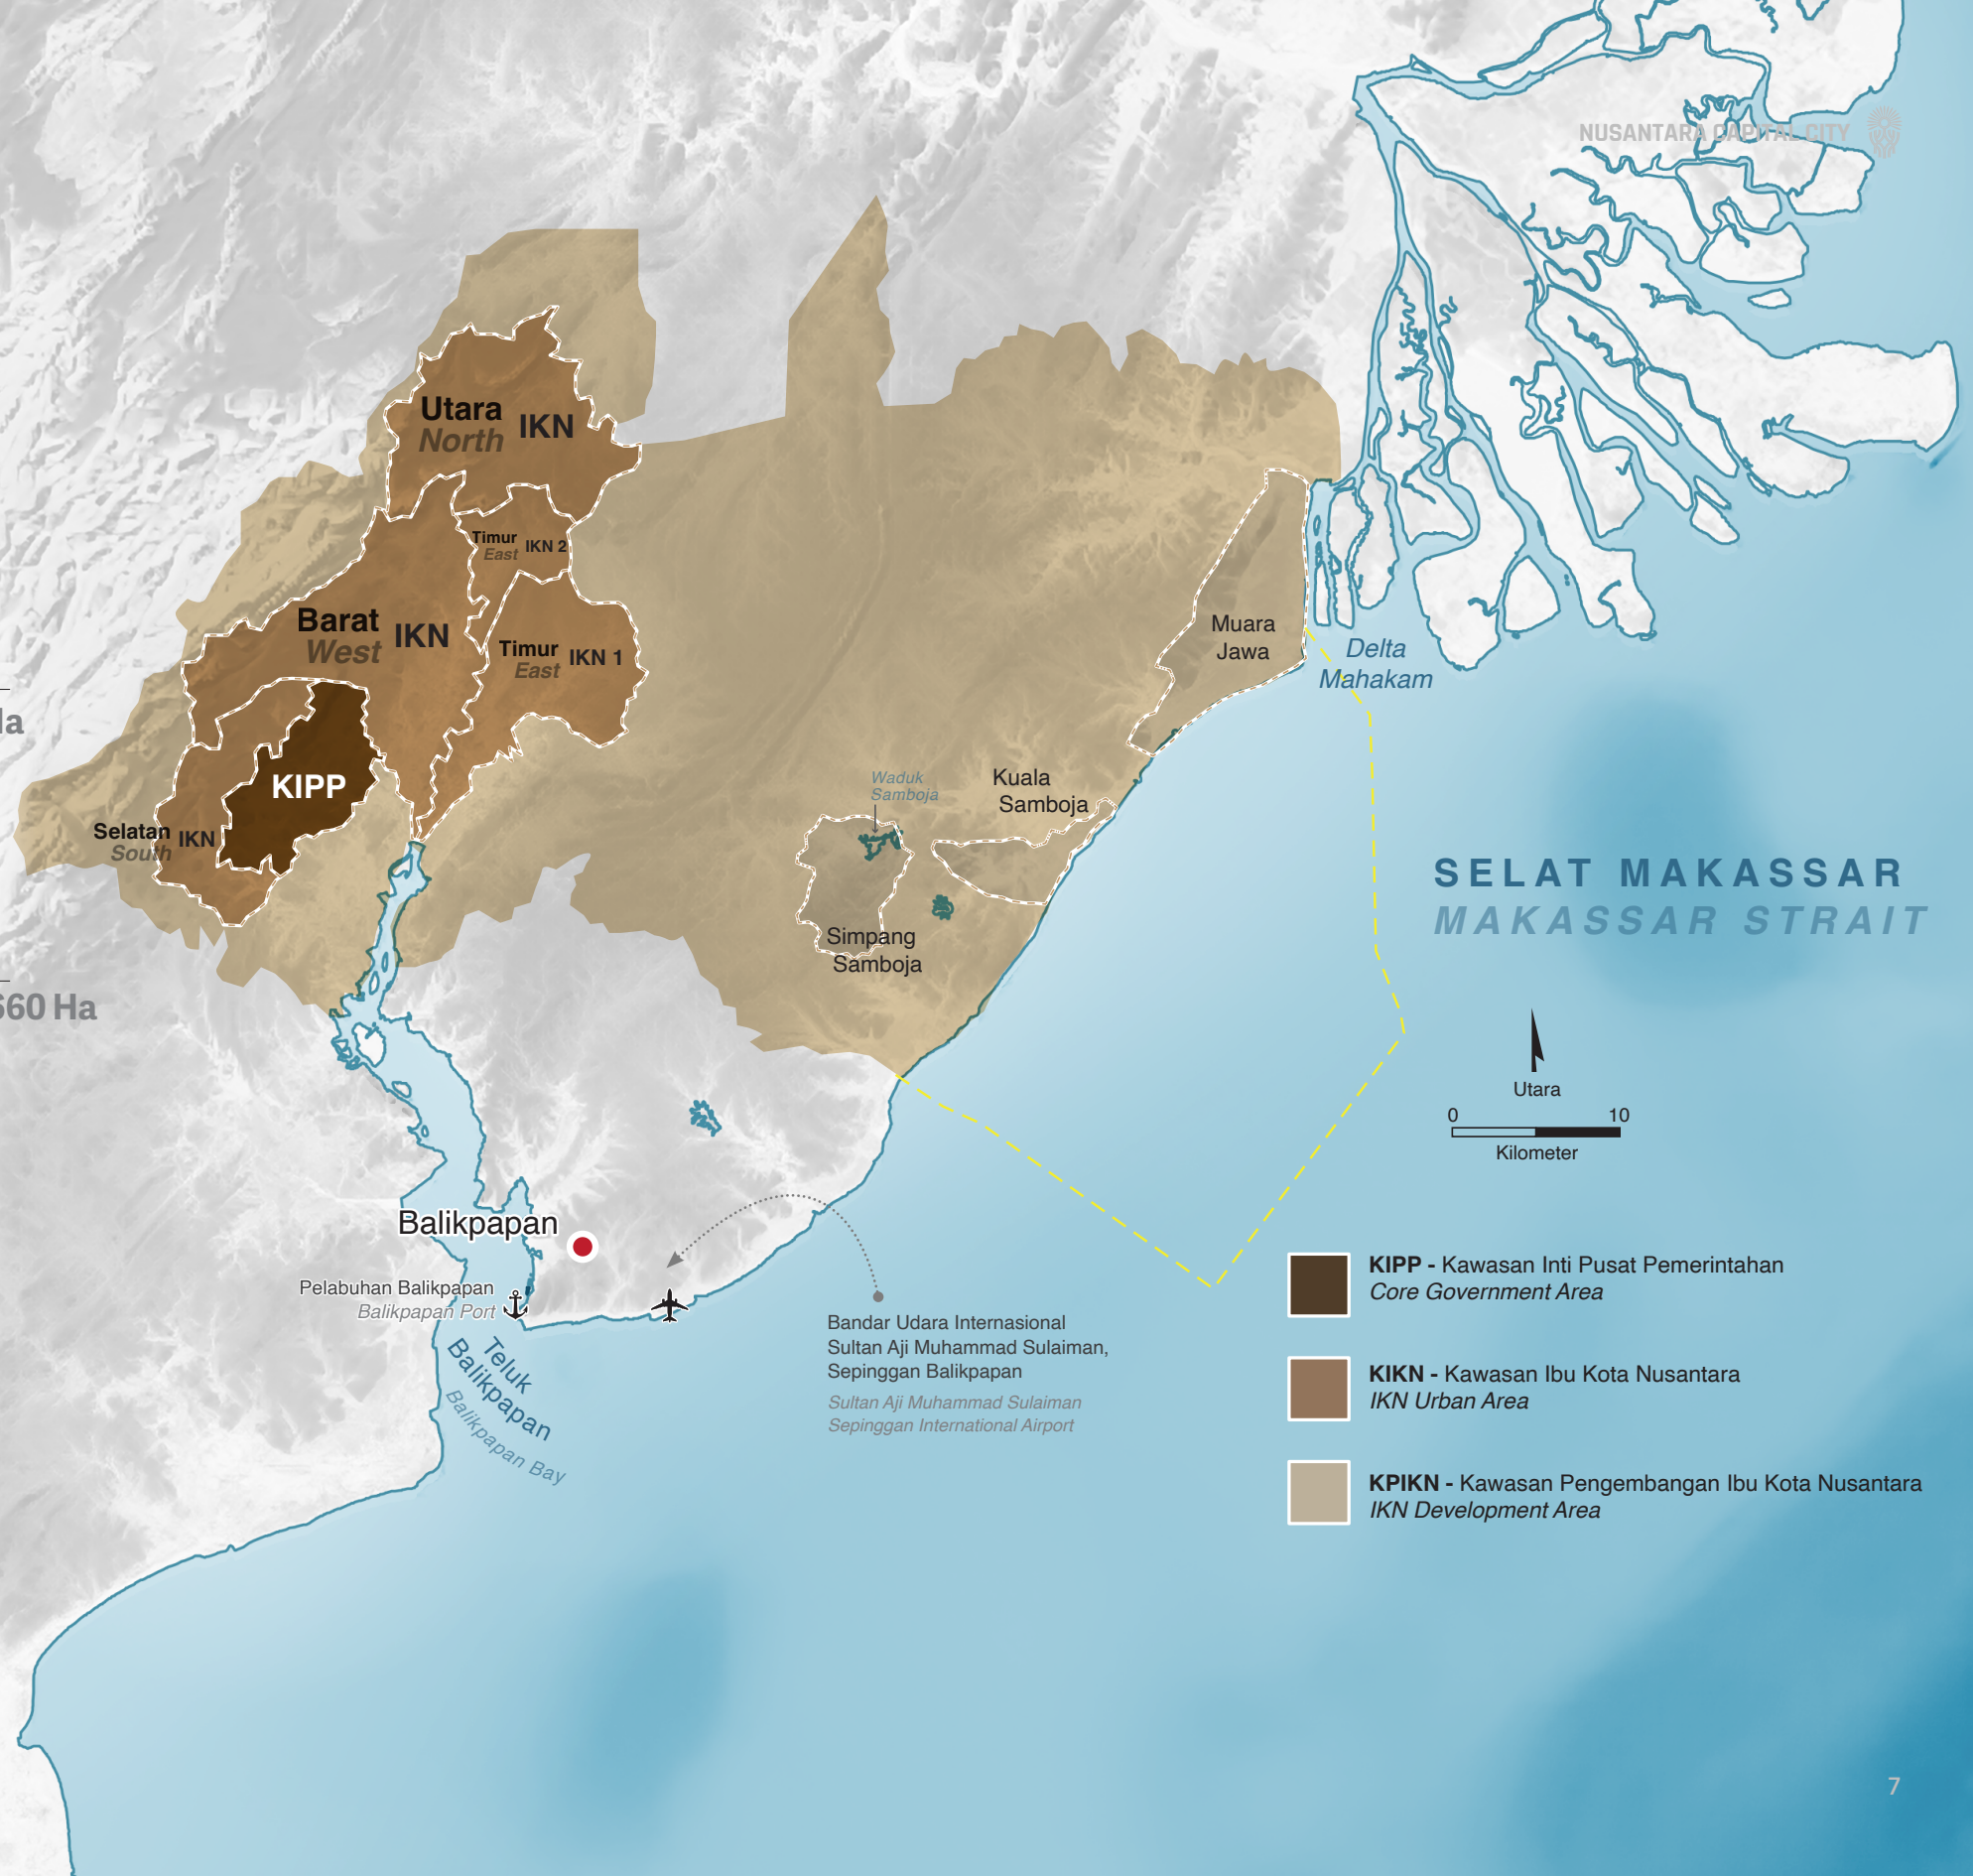 NUSANTARA CAPITAL CITY
Utara
North
IKN
Timur
East
IKN 2
Barat
West
IKN
Timur
East
IKN 1
KIPP
Selatan
South
IKN
60 Ha
Muara
Jawa
Delta
Mahakam
Waduk
Samboja
Kuala
Samboja
Simpang
Samboja
SELAT MAKASSAR
MAKASSAR STRAIT
Utara
0 10
Kilometer
Balikpapan
Pelabuhan Balikpapan
Balikpapan Port
Teluk
Balikpapan
Balikpapan Bay
Bandar Udara Internasional
Sultan Aji Muhammad Sulaiman,
Sepinggan Balikpapan
Sultan Aji Muhammad Sulaiman
Sepinggan International Airport
KIPP - Kawasan Inti Pusat Pemerintahan
Core Government Area
KIKN - Kawasan Ibu Kota Nusantara
IKN Urban Area
KPIKN - Kawasan Pengembangan Ibu Kota Nusantara
IKN Development Area
7